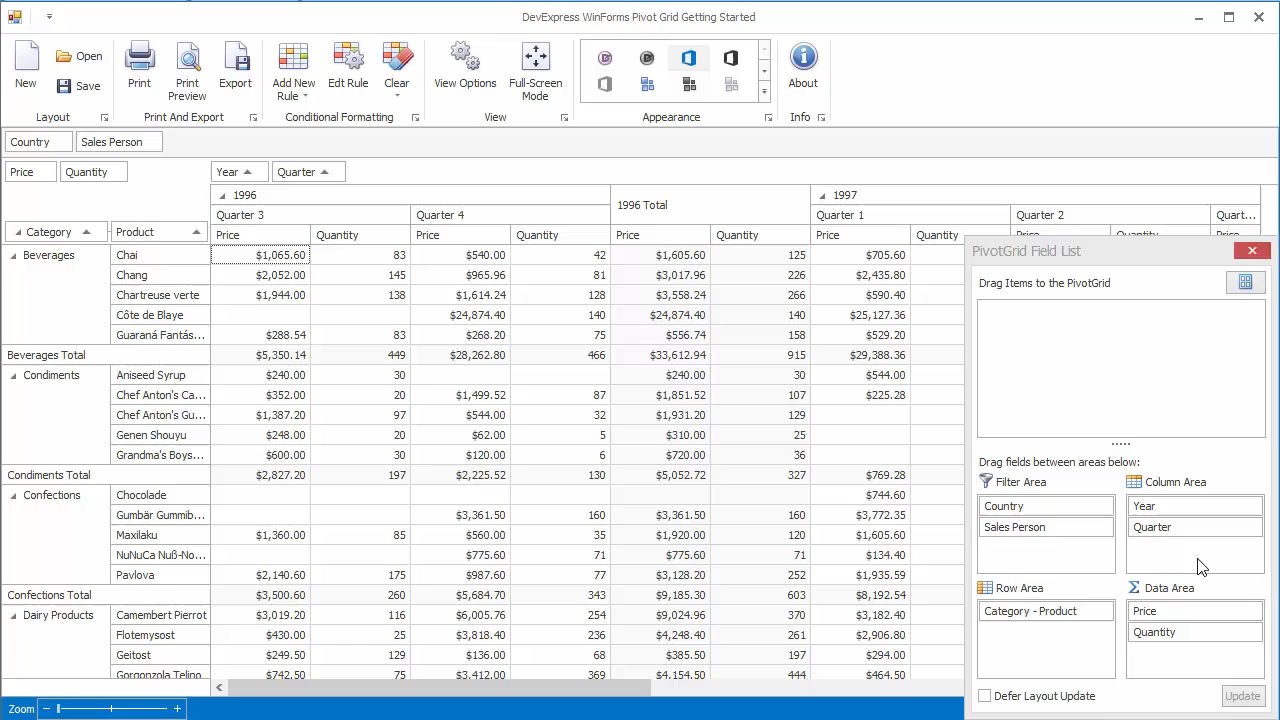 DevExpress WinForms Pivot Grid Getting Started
New Open Save Print Print Preview Export Add New Rule Edt Rule Clear View Options Full-Screen Mode About
Layout Print And Export Conditional Formatting View Appearance Info
Country Sales Person
Price Quantity Year Quarter
1996 1996 Total 1997
Quarter 3 Quarter 4 Quarter 1 Quarter 2 Quart...
Category Product Price Quantity Price Quantity Price Quantity Price Quantity
Beverages Chai $1,065.60 83 $540.00 42 $1,605.60 125 $705.60
Chang $2,052.00 145 $965.96 81 $3,017.96 226 $2,435.80
Chartreuse verte $1,944.00 138 $1,614.24 128 $3,558.24 266 $590.40
Côte de Blaye $24,874.40 140 $24,874.40 140 $25,127.36
Guaraná Fantás... $288.54 83 $268.20 75 $556.74 158 $529.20
Beverages Total $5,350.14 449 $28,262.80 466 $33,612.94 915 $29,388.36
Condiments Aniseed Syrup $240.00 30 $240.00 30 $544.00
Chef Anton's Ca... $352.00 20 $1,499.52 87 $1,851.52 107 $225.28
Chef Anton's Gu... $1,387.20 97 $544.00 32 $1,931.20 129
Genen Shouyu $248.00 20 $62.00 5 $310.00 25
Grandma's Boys... $600.00 30 $120.00 6 $720.00 36
Condiments Total $2,827.20 197 $2,225.52 130 $5,052.72 327 $769.28
Confections Chocolade $744.60
Gumbär Gummib... $3,361.50 160 $3,361.50 160 $3,772.35
Maxilaku $1,360.00 85 $560.00 35 $1,920.00 120 $1,605.60
NuNuCa Nuß-No... $775.60 71 $775.60 71 $134.40
Pavlova $2,140.60 175 $987.60 77 $3,128.20 252 $1,935.59
Confections Total $3,500.60 260 $5,684.70 343 $9,185.30 603 $8,192.54
Dairy Products Camembert Pierrot $3,019.20 116 $6,005.76 254 $9,024.96 370 $3,182.40
Flotemysost $430.00 25 $3,818.40 236 $4,248.40 261 $2,906.80
Geitost $249.50 129 $136.00 68 $385.50 197 $294.00
Gorgonzola Telino $742.50 75 $3,412.00 369 $4,154.50 444 $464.50
Zoom
PivotGrid Field List
Drag Items to the PivotGrid
Drag fields between areas below:
Filter Area Column Area
Country Year
Sales Person Quarter
Row Area Data Area
Category - Product Price
Quantity
Defer Layout Update Update